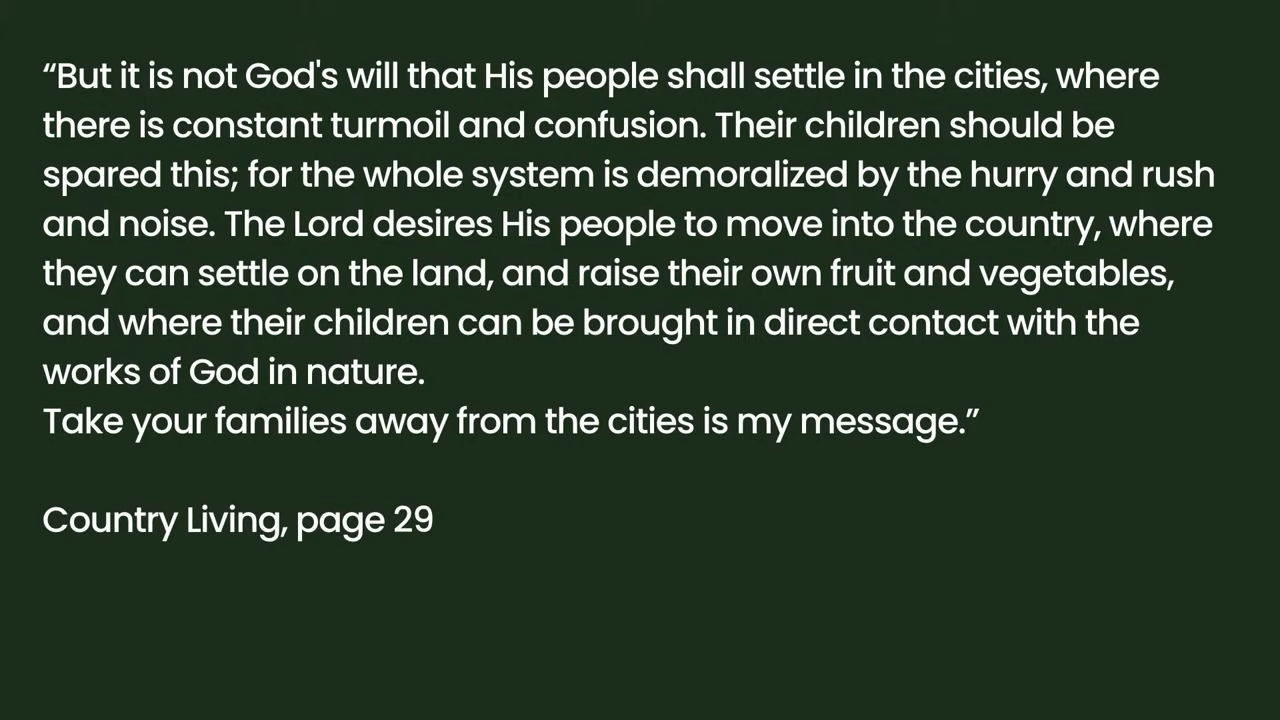 “But it is not God's will that His people shall settle in the cities, where
there is constant turmoil and confusion. Their children should be
spared this; for the whole system is demoralized by the hurry and rush
and noise. The Lord desires His people to move into the country, where
they can settle on the land, and raise their own fruit and vegetables,
and where their children can be brought in direct contact with the
works of God in nature.
Take your families away from the cities is my message.”
Country Living, page 29